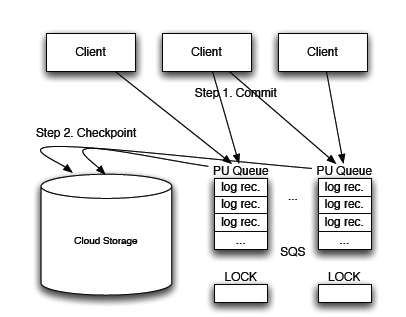 Client
Client
Client
Step 1. Commit
Step 2. Checkpoint
PU Queue
PU Queue
log rec.
log rec.
log rec.
...
...
log rec.
log rec.
log rec.
...
Cloud Storage
SQS
LOCK
LOCK